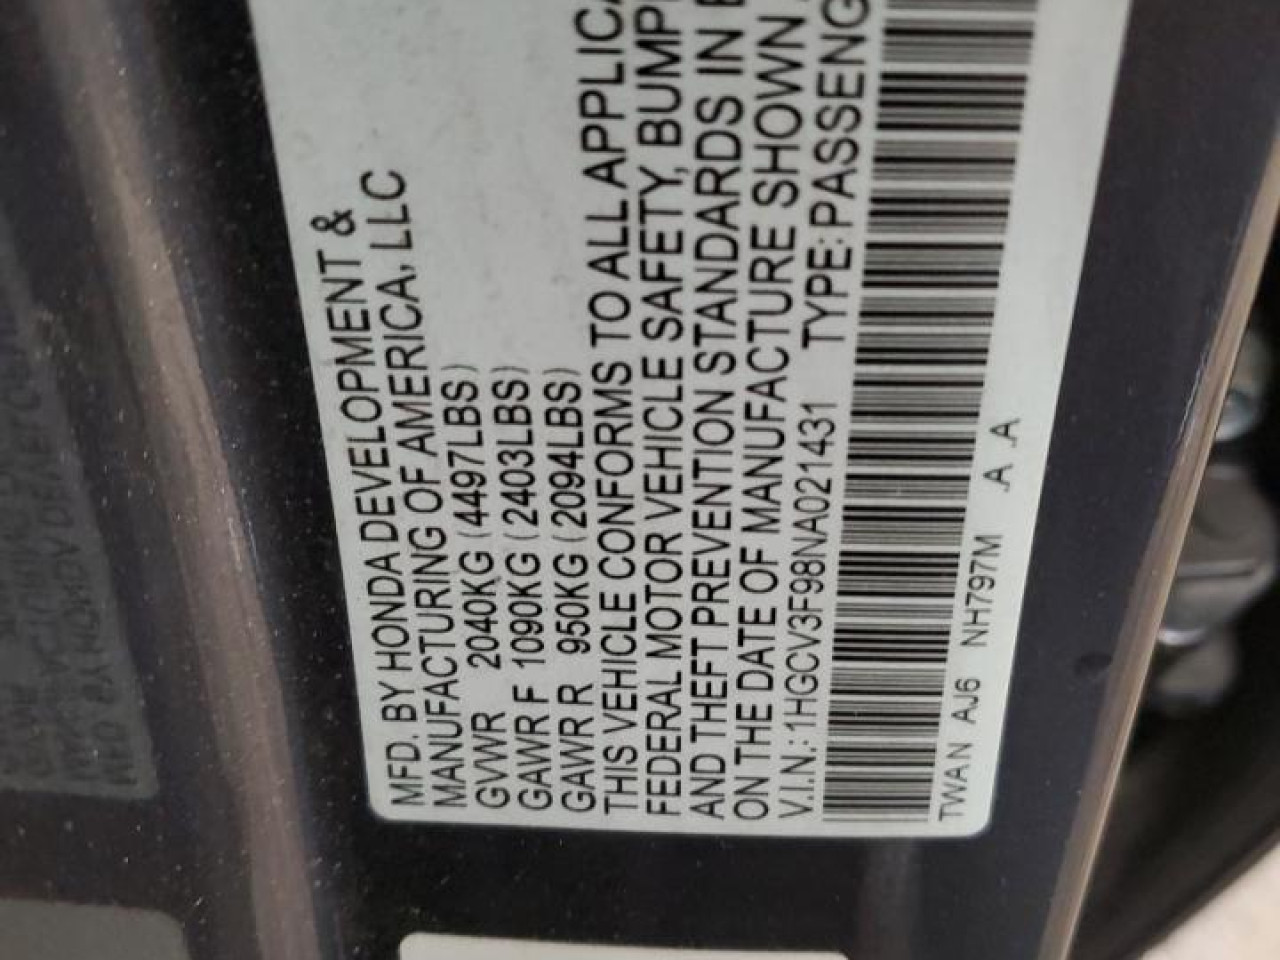 MFD. BY HONDA DEVELOPMENT &
MANUFACTURING OF AMERICA, LLC
GVWR 2040KG (4497LBS)
GAWR F 1090KG (2403LBS)
GAWR R 950KG (2094LBS)
THIS VEHICLE CONFORMS TO ALL APPLICA
FEDERAL MOTOR VEHICLE SAFETY, BUMP
AND THEFT PREVENTION STANDARDS IN E
ON THE DATE OF MANUFACTURE SHOWN
V.I.N.: 1HGCV3F98NA021431 TYPE: PASSENG
TWAN AJ6 NH797M .A .A